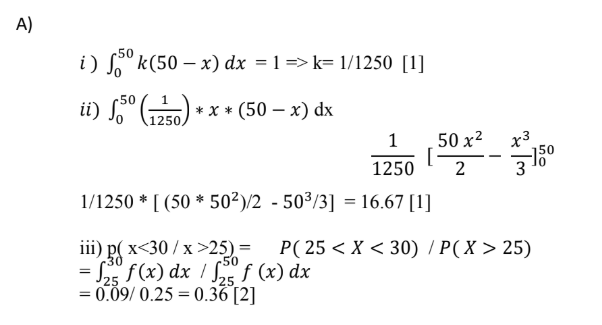 A)
i ) ∫₀⁵⁰ k(50 − x) dx = 1 => k= 1/1250 [1]
ii) ∫₀⁵⁰ (1/1250) * x * (50 − x) dx
1/1250 [50 x²/2 − x³/3]₀⁵⁰
1/1250 * [ (50 * 50²)/2 - 50³/3] = 16.67 [1]
iii) p( x<30 / x >25) = P( 25 < X < 30) / P( X > 25)
= ∫₂₅³⁰ f(x) dx / ∫₂₅⁵⁰ f (x) dx
= 0.09/ 0.25 = 0.36 [2]